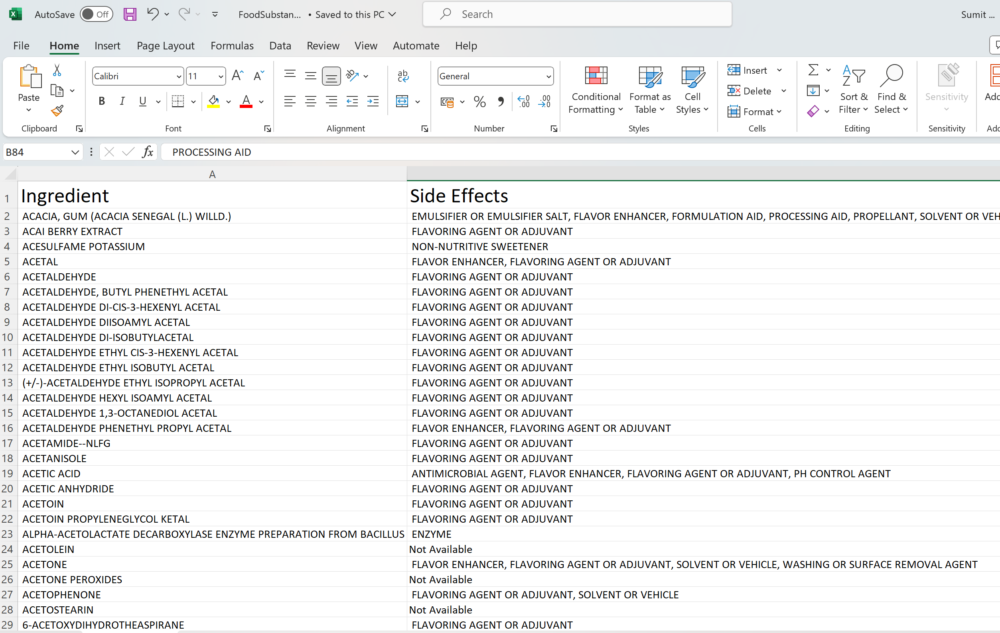 AutoSave Off FoodSubstan... • Saved to this PC Search Sumit ...
File Home Insert Page Layout Formulas Data Review View Automate Help
Paste
Clipboard
Calibri 11
B I U A
Font
ab
c
Alignment
General
% 9 .00 .0
Number
Conditional Formatting
Format as Table
Cell Styles
Styles
Insert
Delete
Format
Cells
Sort & Filter
Find & Select
Editing
Sensitivity
Sensitivity
B84 fx PROCESSING AID
A
1 Ingredient Side Effects
2 ACACIA, GUM (ACACIA SENEGAL (L.) WILLD.) EMULSIFIER OR EMULSIFIER SALT, FLAVOR ENHANCER, FORMULATION AID, PROCESSING AID, PROPELLANT, SOLVENT OR VEH
3 ACAI BERRY EXTRACT FLAVORING AGENT OR ADJUVANT
4 ACESULFAME POTASSIUM NON-NUTRITIVE SWEETENER
5 ACETAL FLAVOR ENHANCER, FLAVORING AGENT OR ADJUVANT
6 ACETALDEHYDE FLAVORING AGENT OR ADJUVANT
7 ACETALDEHYDE, BUTYL PHENETHYL ACETAL FLAVORING AGENT OR ADJUVANT
8 ACETALDEHYDE DI-CIS-3-HEXENYL ACETAL FLAVORING AGENT OR ADJUVANT
9 ACETALDEHYDE DIISOAMYL ACETAL FLAVORING AGENT OR ADJUVANT
10 ACETALDEHYDE DI-ISOBUTYLACETAL FLAVORING AGENT OR ADJUVANT
11 ACETALDEHYDE ETHYL CIS-3-HEXENYL ACETAL FLAVORING AGENT OR ADJUVANT
12 ACETALDEHYDE ETHYL ISOBUTYL ACETAL FLAVORING AGENT OR ADJUVANT
13 (+/-)-ACETALDEHYDE ETHYL ISOPROPYL ACETAL FLAVORING AGENT OR ADJUVANT
14 ACETALDEHYDE HEXYL ISOAMYL ACETAL FLAVORING AGENT OR ADJUVANT
15 ACETALDEHYDE 1,3-OCTANEDIOL ACETAL FLAVORING AGENT OR ADJUVANT
16 ACETALDEHYDE PHENETHYL PROPYL ACETAL FLAVOR ENHANCER, FLAVORING AGENT OR ADJUVANT
17 ACETAMIDE--NLFG FLAVORING AGENT OR ADJUVANT
18 ACETANISOLE FLAVORING AGENT OR ADJUVANT
19 ACETIC ACID ANTIMICROBIAL AGENT, FLAVOR ENHANCER, FLAVORING AGENT OR ADJUVANT, PH CONTROL AGENT
20 ACETIC ANHYDRIDE FLAVORING AGENT OR ADJUVANT
21 ACETOIN FLAVORING AGENT OR ADJUVANT
22 ACETOIN PROPYLENEGLYCOL KETAL FLAVORING AGENT OR ADJUVANT
23 ALPHA-ACETOLACTATE DECARBOXYLASE ENZYME PREPARATION FROM BACILLUS ENZYME
24 ACETOLEIN Not Available
25 ACETONE FLAVOR ENHANCER, FLAVORING AGENT OR ADJUVANT, SOLVENT OR VEHICLE, WASHING OR SURFACE REMOVAL AGENT
26 ACETONE PEROXIDES Not Available
27 ACETOPHENONE FLAVORING AGENT OR ADJUVANT, SOLVENT OR VEHICLE
28 ACETOSTEARIN Not Available
29 6-ACETOXYDIHYDROTHEASPIRANE FLAVORING AGENT OR ADJUVANT